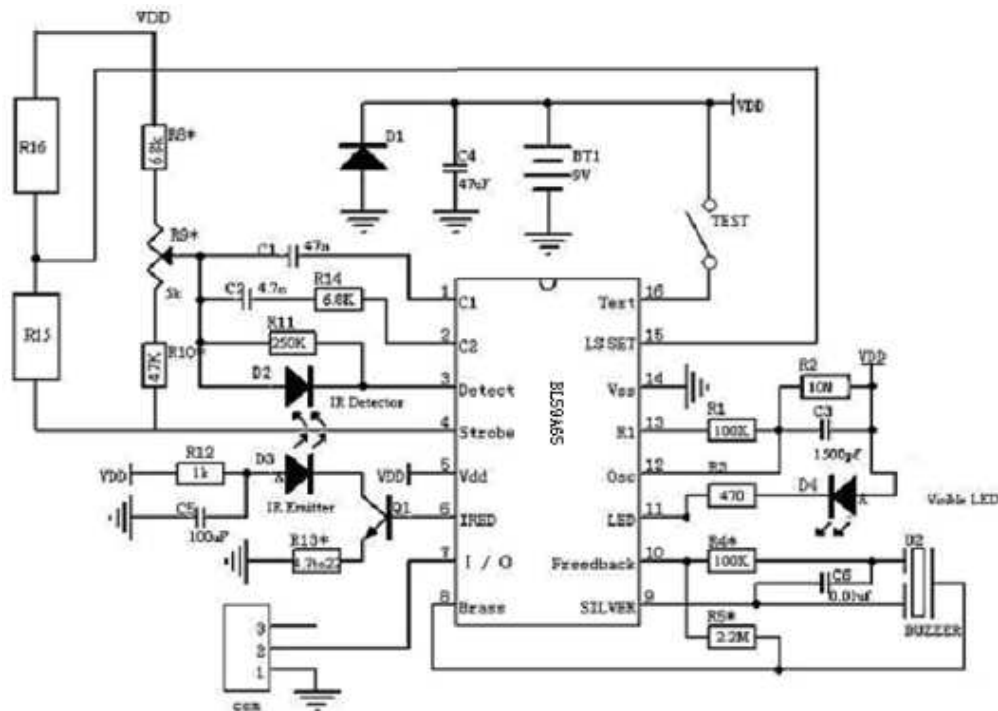 VDD
R16
R8*
6.8k
R9*
5k
R15
R10*
47K
D1
C4
47uF
BT1
9V
VDD
TEST
C1
47n
C2
4.7n
R14
6.8K
R11
250K
D2
IR Detector
R12
1k
VDD
C5
100uF
D3
A
IR Emitter
VDD
Q1
R13*
1 C1
2 C2
3 Detect
4 Strobe
5 Vdd
6 IRED
7 I / O
8 Brass
BL59A65
Test 16
LSSET 15
Vss 14
R1 13
Osc 12
LED 11
Freedback 10
SILVER 9
R1
100K
R2
10M
VDD
C3
1500pF
R3
470
D4
A
Visible LED
R4*
100K
C6
0.01uf
R5*
2.2M
BUZZER
3
2
1